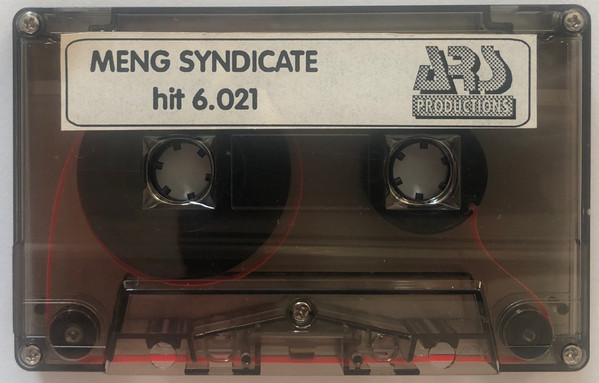 MENG SYNDICATE
hit 6.021
ARS
PRODUCTIONS